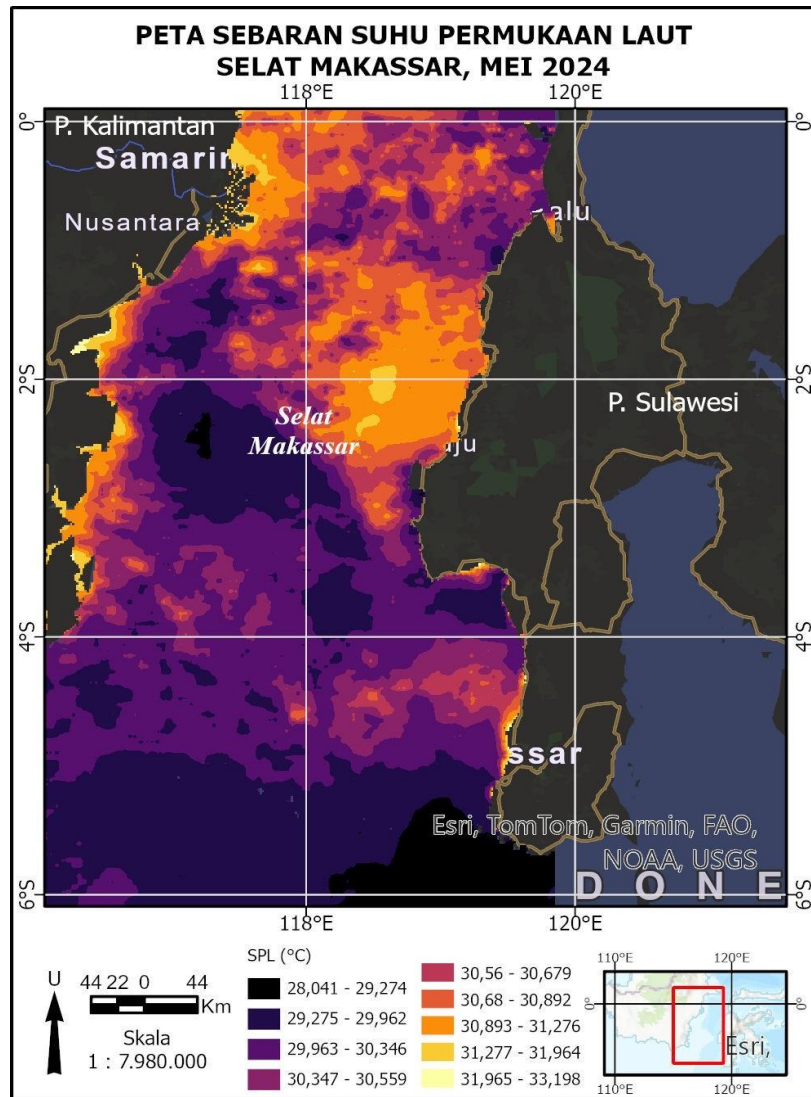 PETA SEBARAN SUHU PERMUKAAN LAUT
SELAT MAKASSAR, MEI 2024
118°E 120°E
0° 0°
P. Kalimantan
Samarin
Nusantara
alu
2°S 2°S
P. Sulawesi
Selat
Makassar
ju
4°S 4°S
ssar
Esri, TomTom, Garmin, FAO,
NOAA, USGS
D O N E
6°S 6°S
118°E 120°E
U
44 22 0 44
Km
Skala
1 : 7.980.000
SPL (°C)
28,041 - 29,274
29,275 - 29,962
29,963 - 30,346
30,347 - 30,559
30,56 - 30,679
30,68 - 30,892
30,893 - 31,276
31,277 - 31,964
31,965 - 33,198
110°E 120°E
0° 0°
Esri,
110°E 120°E